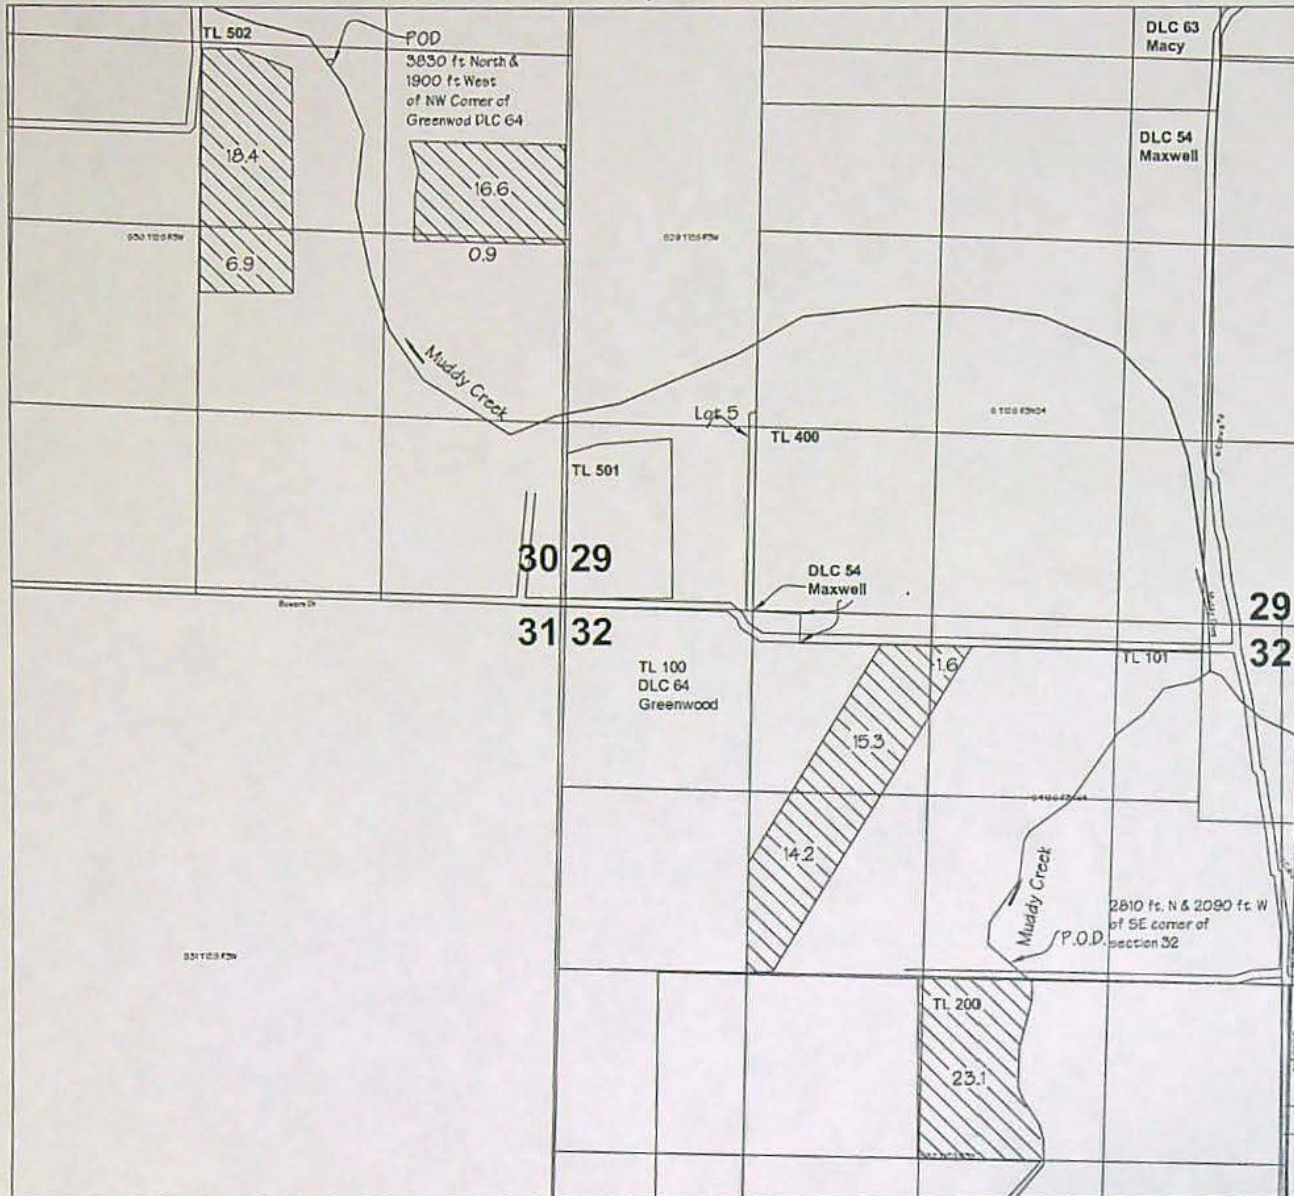 TL 502
POD
3830 ft North &
1900 ft West
of NW Corner of
Greenwod DLC 64
DLC 63
Macy
DLC 54
Maxwell
18.4
16.6
6.9
0.9
Muddy Creek
Lot 5
TL 400
TL 501
30 29
31 32
DLC 54
Maxwell
29
32
TL 100
DLC 64
Greenwood
1.6
TL 101
15.3
14.2
Muddy Creek
P.O.D.
2810 ft. N & 2090 ft. W
of SE corner of
section 32
TL 200
23.1